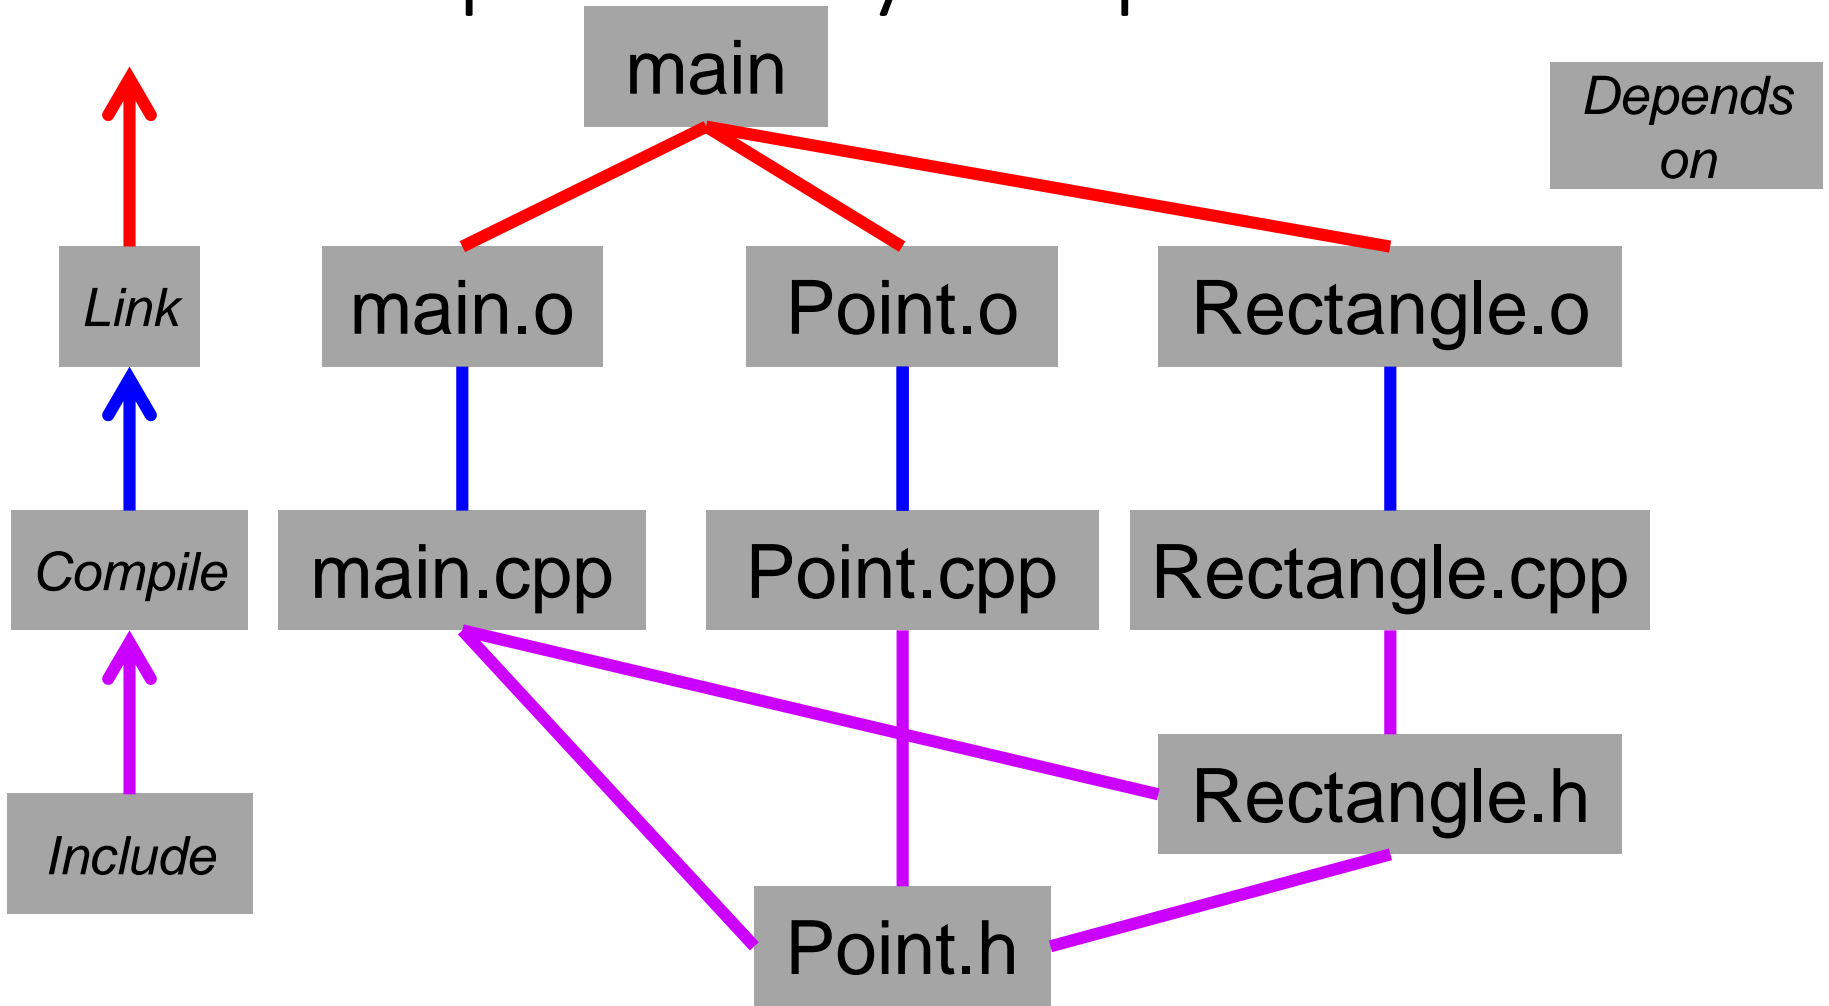 main
Depends
on
Link
main.o
Point.o
Rectangle.o
Compile
main.cpp
Point.cpp
Rectangle.cpp
Rectangle.h
Include
Point.h